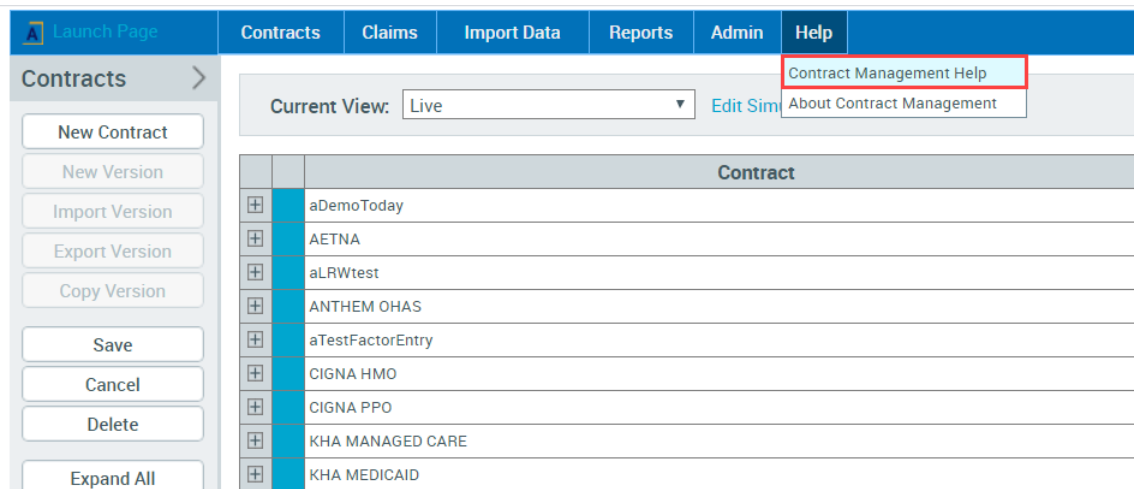 A Launch Page Contracts Claims Import Data Reports Admin Help
Contracts
Contract Management Help
About Contract Management
Current View: Live Edit Sim
New Contract
New Version
Import Version
Export Version
Copy Version
Save
Cancel
Delete
Expand All
Contract
aDemoToday
AETNA
aLRWtest
ANTHEM OHAS
aTestFactorEntry
CIGNA HMO
CIGNA PPO
KHA MANAGED CARE
KHA MEDICAID